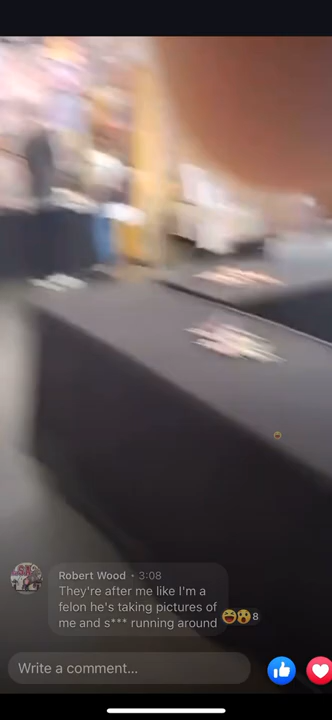 Robert Wood • 3:08
They're after me like I'm a
felon he's taking pictures of
me and s*** running around
8
Write a comment...